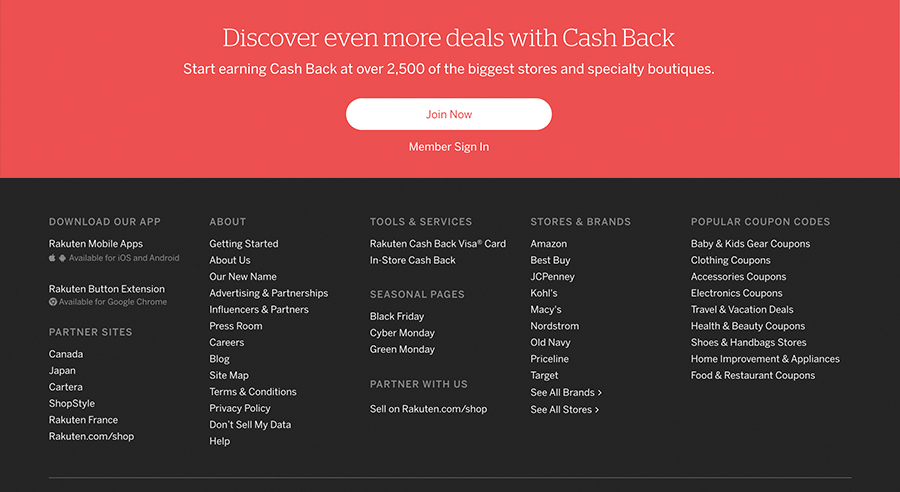 Discover even more deals with Cash Back
Start earning Cash Back at over 2,500 of the biggest stores and specialty boutiques.
Join Now
Member Sign In
DOWNLOAD OUR APP
Rakuten Mobile Apps
Available for iOS and Android
Rakuten Button Extension
Available for Google Chrome
PARTNER SITES
Canada
Japan
Cartera
ShopStyle
Rakuten France
Rakuten.com/shop
ABOUT
Getting Started
About Us
Our New Name
Advertising & Partnerships
Influencers & Partners
Press Room
Careers
Blog
Site Map
Terms & Conditions
Privacy Policy
Don't Sell My Data
Help
TOOLS & SERVICES
Rakuten Cash Back Visa® Card
In-Store Cash Back
SEASONAL PAGES
Black Friday
Cyber Monday
Green Monday
PARTNER WITH US
Sell on Rakuten.com/shop
STORES & BRANDS
Amazon
Best Buy
JCPenney
Kohl's
Macy's
Nordstrom
Old Navy
Priceline
Target
See All Brands >
See All Stores >
POPULAR COUPON CODES
Baby & Kids Gear Coupons
Clothing Coupons
Accessories Coupons
Electronics Coupons
Travel & Vacation Deals
Health & Beauty Coupons
Shoes & Handbags Stores
Home Improvement & Appliances
Food & Restaurant Coupons